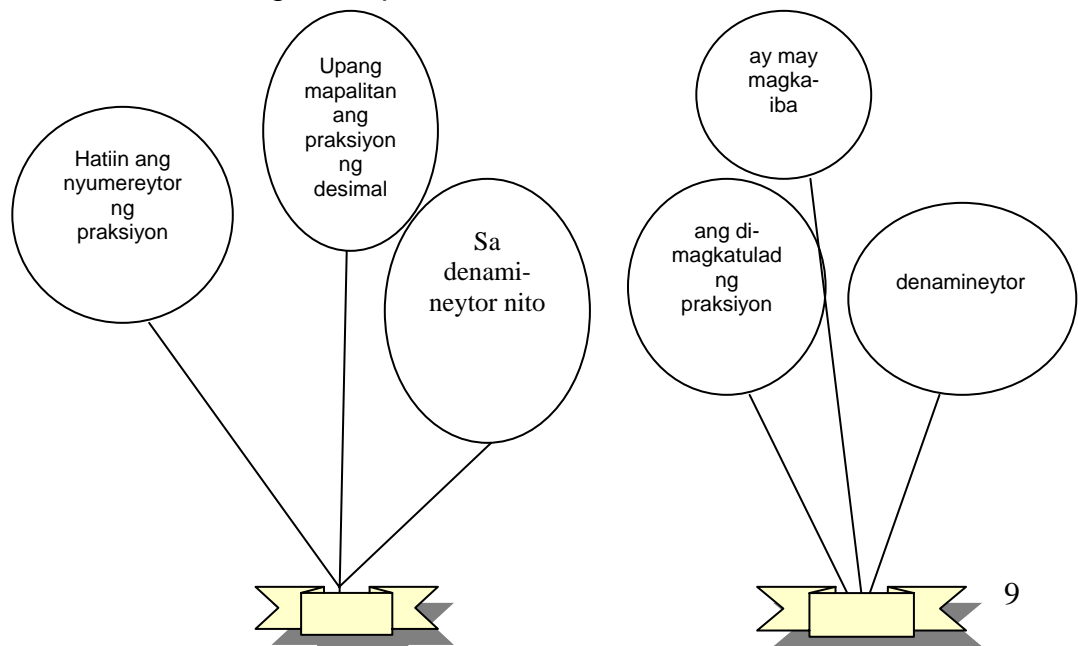 Upang
mapalitan
ang
praksiyon
ng
desimal
Hatiin ang
nyumereytor
ng
praksiyon
Sa
denami-
neytor nito
ay may
magka-
iba
ang di-
magkatulad
ng
praksiyon
denamineytor
9